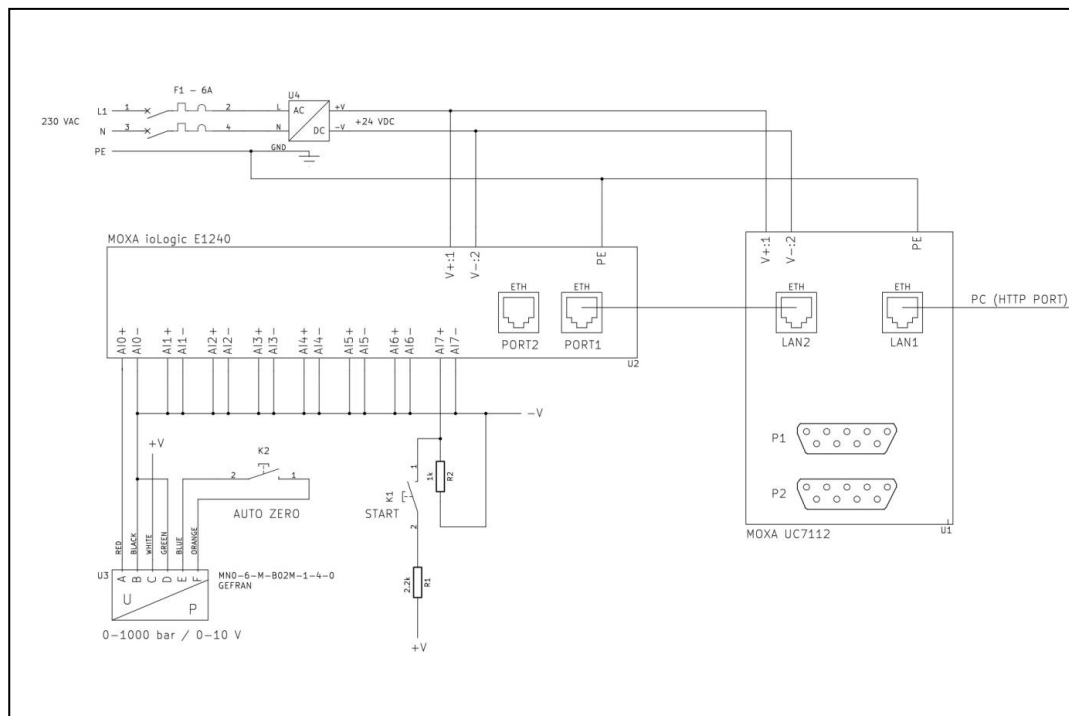 F1 - 6A
U4
L1 1 2 L AC +V
230 VAC
+24 VDC
N 3 4 N DC -V
PE GND
MOXA ioLogic E1240
V+:1
V-:2
PE
V+:1
V-:2
PE
ETH ETH ETH ETH
PC (HTTP PORT)
PORT2 PORT1 LAN2 LAN1
AI0+
AI0-
AI1+
AI1-
AI2+
AI2-
AI3+
AI3-
AI4+
AI4-
AI5+
AI5-
AI6+
AI6-
AI7+
AI7-
U2
-V
+V
K2
2 1
AUTO ZERO
1
K1
START
2
1k
R2
2.2k
R1
+V
P1
P2
U1
MOXA UC7112
RED
BLACK
WHITE
GREEN
BLUE
ORANGE
U3
A
B
C
D
E
F
U
P
MN0-6-M-B02M-1-4-0
GEFRAN
0-1000 bar / 0-10 V